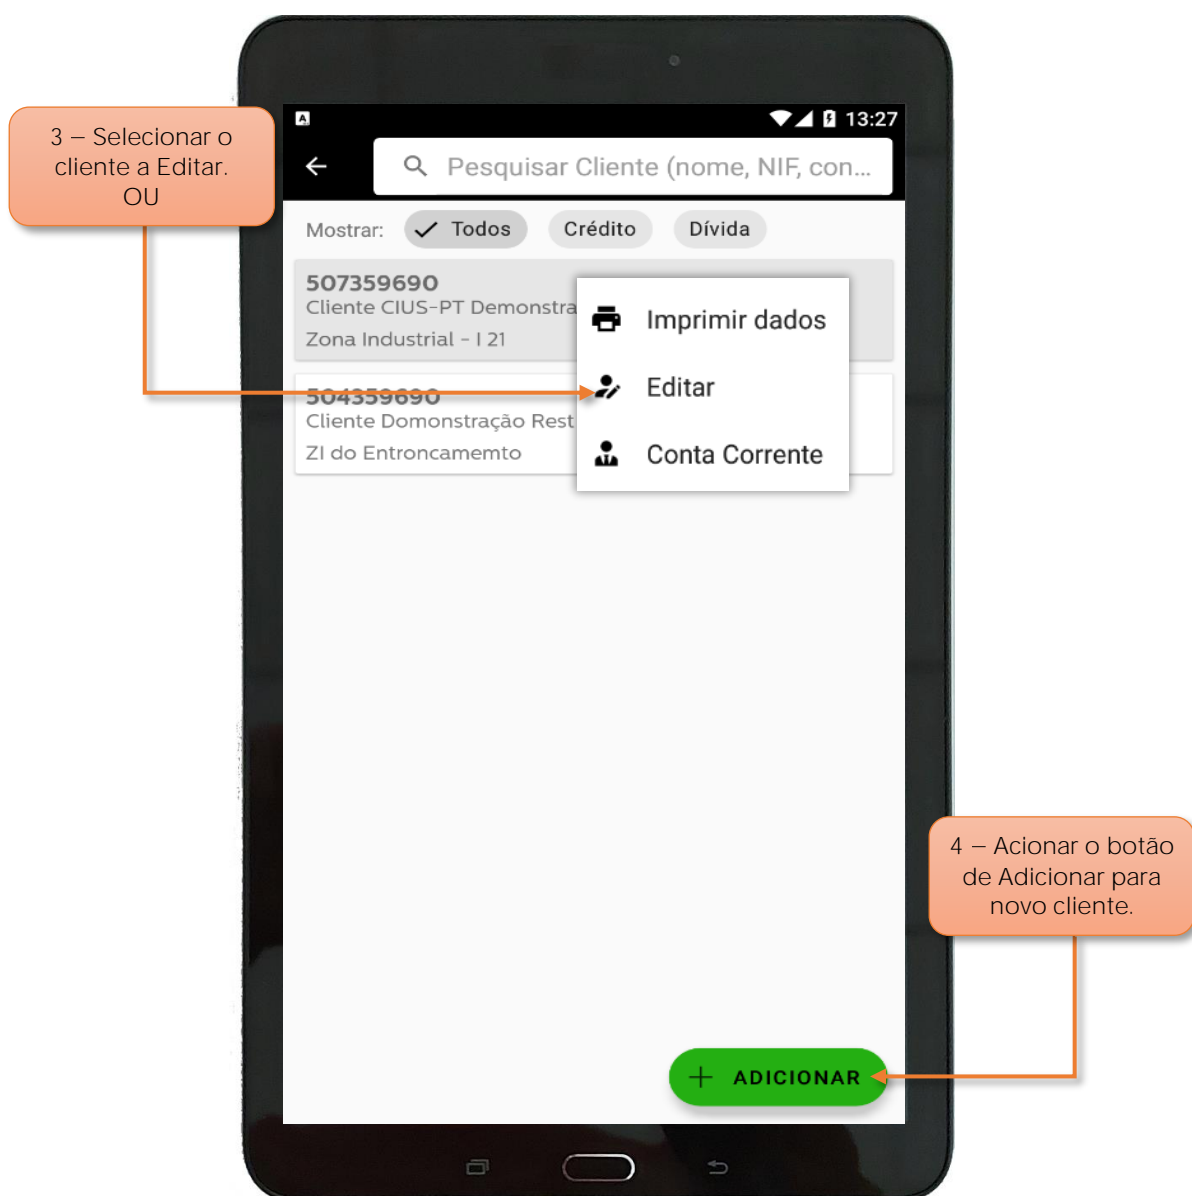 13:27
3 – Selecionar o
cliente a Editar.
OU
Pesquisar Cliente (nome, NIF, con...
Mostrar:
Todos
Crédito
Dívida
507359690
Cliente CIUS-PT Demonstra
Zona Industrial - I 21
Imprimir dados
Editar
Conta Corrente
504359690
Cliente Domonstração Rest
ZI do Entroncamemto
4 – Acionar o botão
de Adicionar para
novo cliente.
+ ADICIONAR